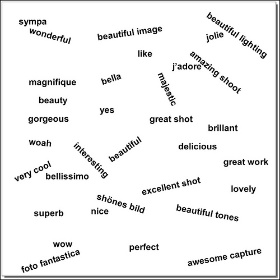 sympa
wonderful
beautiful image
jolie
beautiful lighting
like
j'adore
amazing shoot
magnifique
bella
majestic
beauty
yes
gorgeous
great shot
brillant
woah
interesting
beautiful
delicious
great work
very cool
bellissimo
excellent shot
lovely
superb
nice
shönes bild
beautiful tones
wow
perfect
foto fantastica
awesome capture